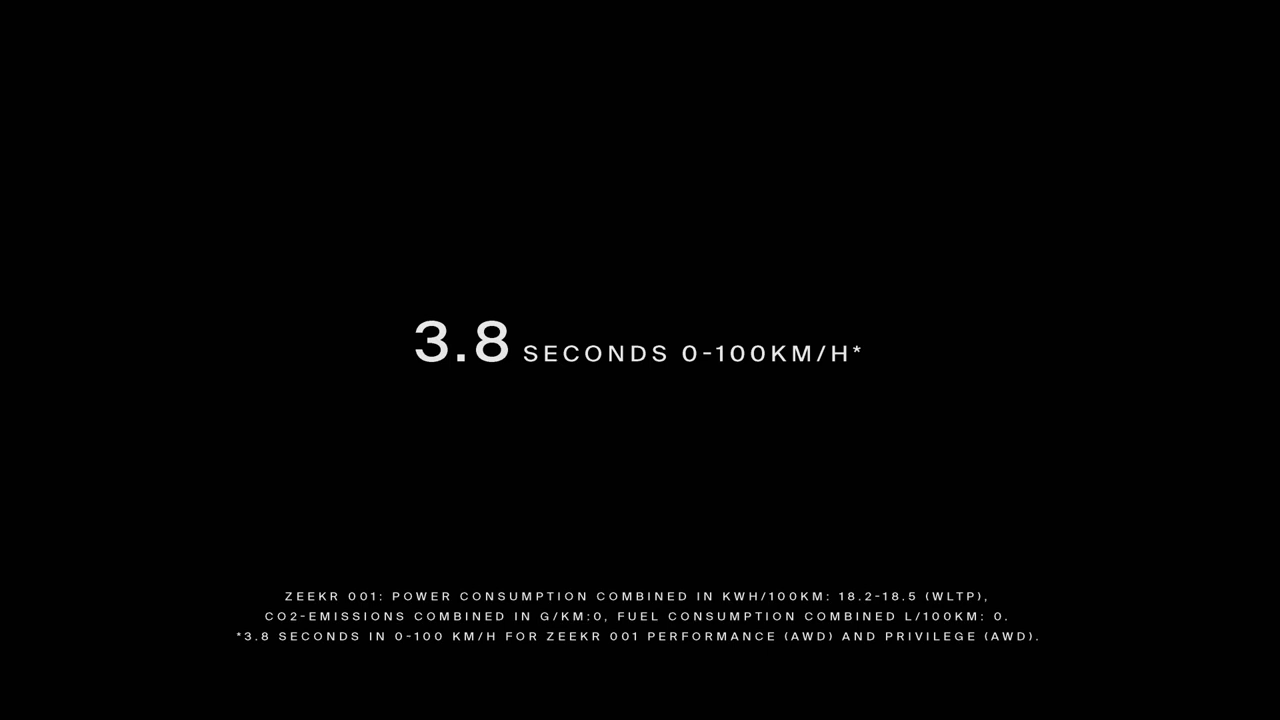 3.8 SECONDS 0-100KM/H*
ZEEKR 001: POWER CONSUMPTION COMBINED IN KWH/100KM: 18.2-18.5 (WLTP),
CO2-EMISSIONS COMBINED IN G/KM:0, FUEL CONSUMPTION COMBINED L/100KM: 0.
*3.8 SECONDS IN 0-100 KM/H FOR ZEEKR 001 PERFORMANCE (AWD) AND PRIVILEGE (AWD).